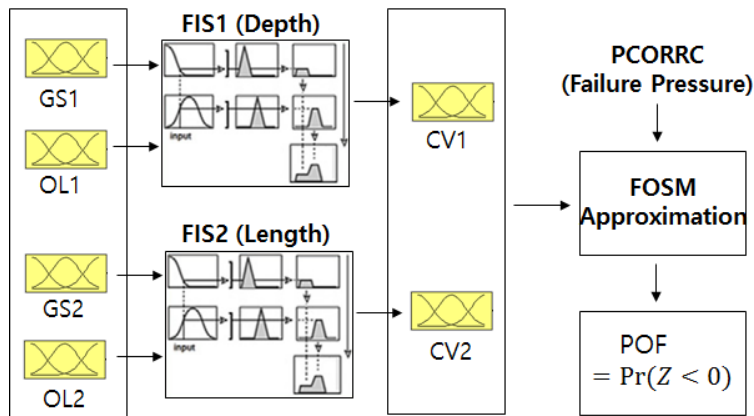 FIS1 (Depth)
GS1
OL1
input
CV1
PCORRC
(Failure Pressure)
FOSM
Approximation
FIS2 (Length)
GS2
OL2
input
CV2
POF
= Pr(Z < 0)